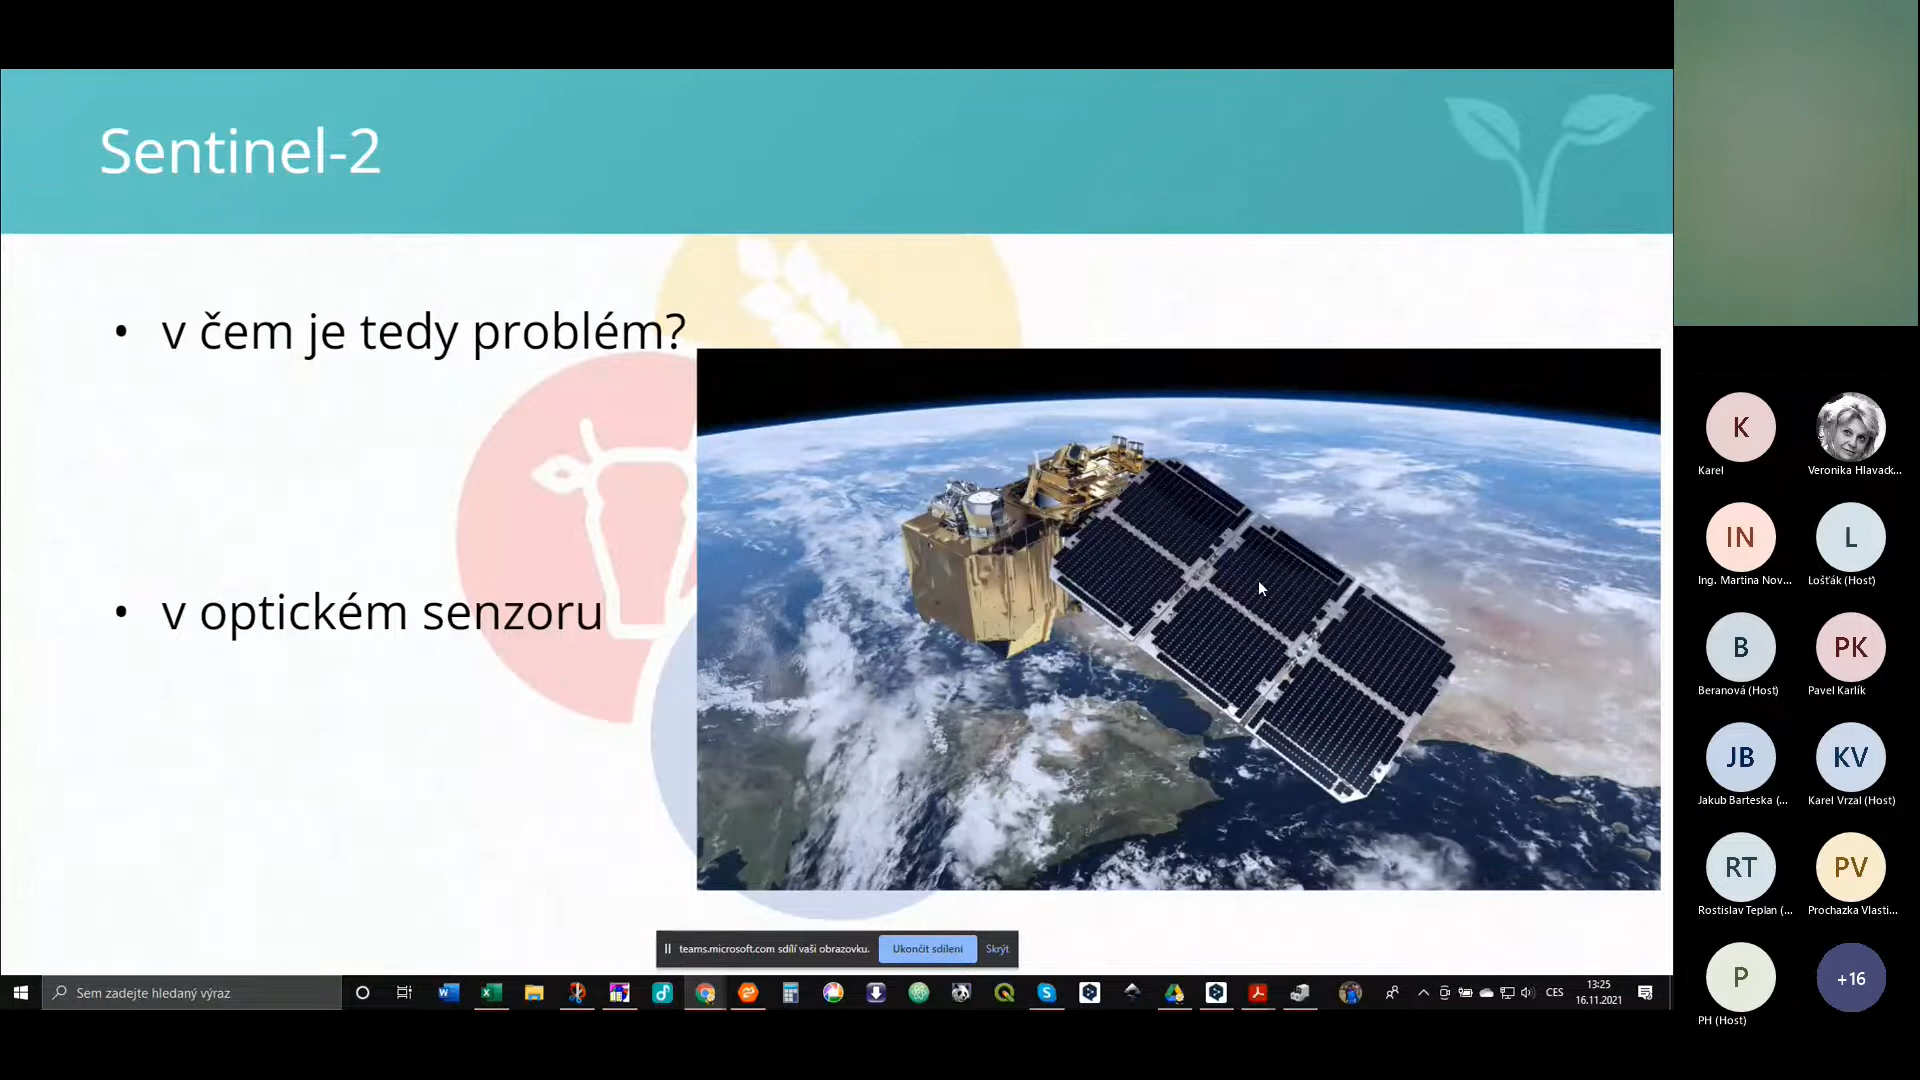 Sentinel-2
• v čem je tedy problém?
• v optickém senzoru
teams.microsoft.com sdílí vaši obrazovku. Ukončit sdílení Skrýt
Sem zadejte hledaný výraz
CES
13:25
16.11.2021
K
Karel
Veronika Hlavack...
IN
Ing. Martina Nov...
L
Lošťák (Host)
B
Beranová (Host)
PK
Pavel Karlík
JB
Jakub Barteska (...
KV
Karel Vrzal (Host)
RT
Rostislav Teplan (...
PV
Prochazka Vlasti...
P
PH (Host)
+16